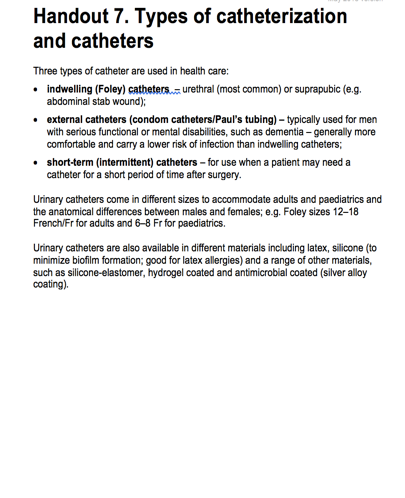 Handout 7. Types of catheterization
and catheters
Three types of catheter are used in health care:
• indwelling (Foley) catheters – urethral (most common) or suprapubic (e.g.
abdominal stab wound);
• external catheters (condom catheters/Paul's tubing) – typically used for men
with serious functional or mental disabilities, such as dementia – generally more
comfortable and carry a lower risk of infection than indwelling catheters;
• short-term (intermittent) catheters – for use when a patient may need a
catheter for a short period of time after surgery.
Urinary catheters come in different sizes to accommodate adults and paediatrics and
the anatomical differences between males and females; e.g. Foley sizes 12–18
French/Fr for adults and 6–8 Fr for paediatrics.
Urinary catheters are also available in different materials including latex, silicone (to
minimize biofilm formation; good for latex allergies) and a range of other materials,
such as silicone-elastomer, hydrogel coated and antimicrobial coated (silver alloy
coating).